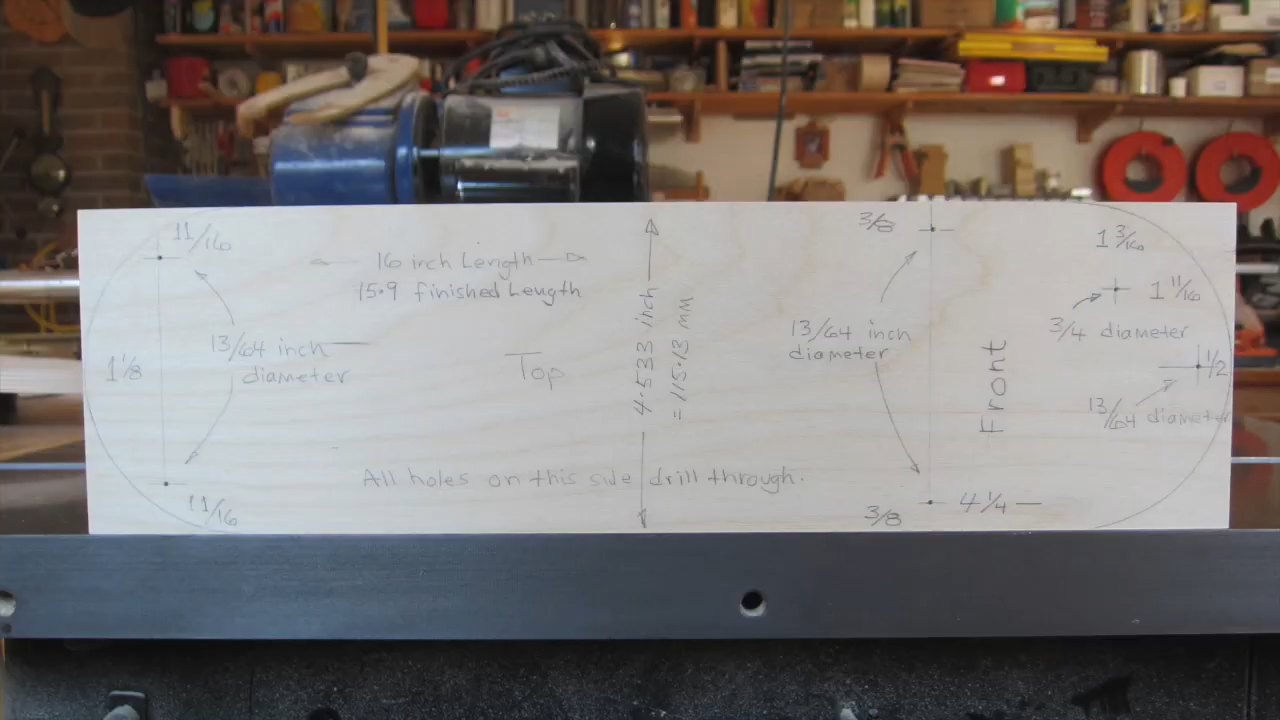 11/16
16 inch Length
15.9 finished Length
13/64 inch
diameter
1 1/8
11/16
Top
4.533 inch
= 115.13 mm
All holes on this side drill through.
3/8
13/64 inch
diameter
3/8
4 1/4
Front
1 3/16
1 11/16
3/4 diameter
1/2
13/64 diameter